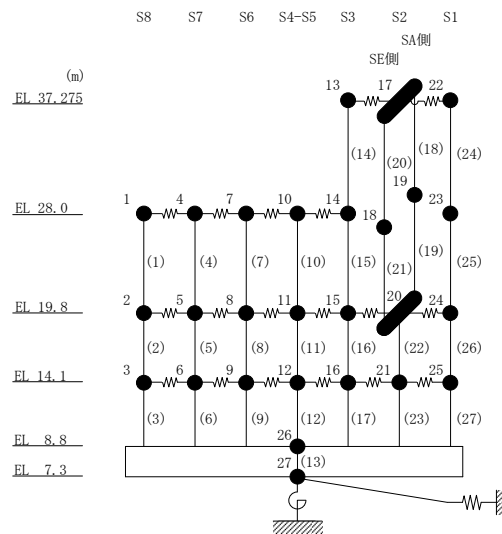 S8 S7 S6 S4-S5 S3 S2 S1
SA側
SE側
(m)
13 17 22
EL 37.275
(14) (20) (18) (24)
19
1 4 7 10 14 18 23
EL 28.0
(1) (4) (7) (10) (15) (21) (19) (25)
2 5 8 11 15 20 24
EL 19.8
(2) (5) (8) (11) (16) (22) (26)
3 6 9 12 16 21 25
EL 14.1
(3) (6) (9) (12) (17) (23) (27)
26
EL 8.8
27 (13)
EL 7.3